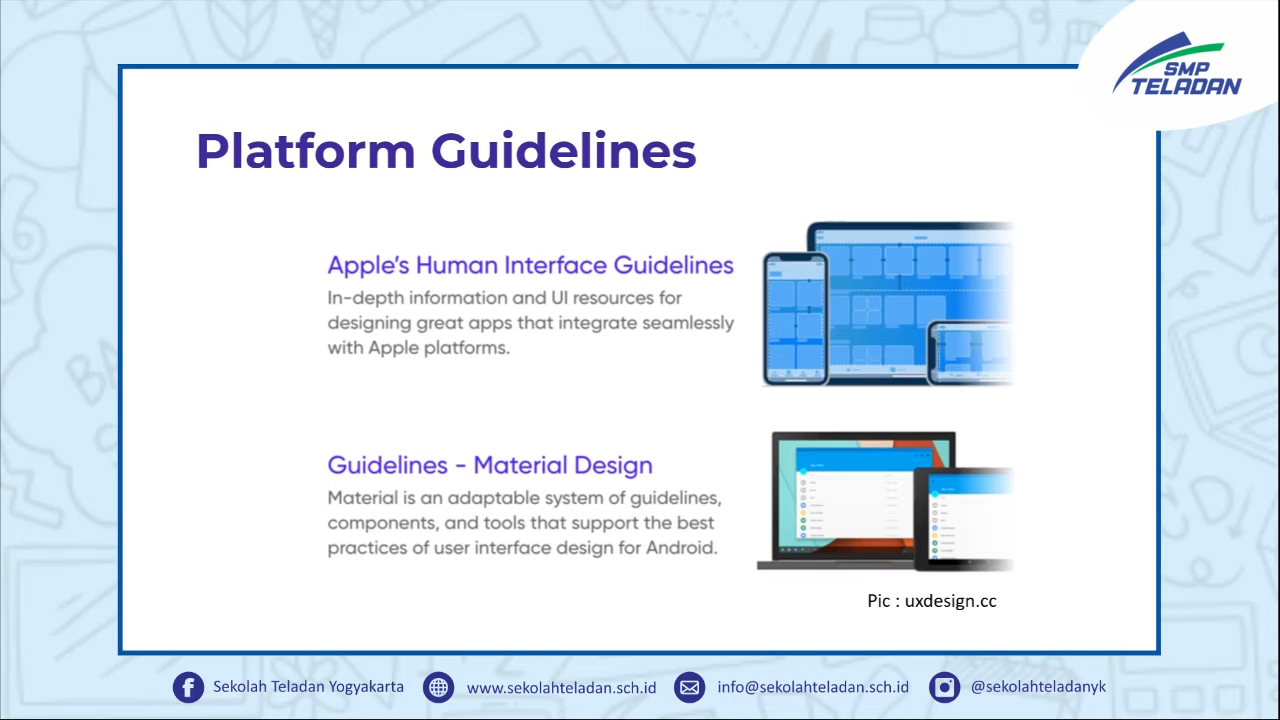 SMP
TELADAN
Platform Guidelines
Apple's Human Interface Guidelines
In-depth information and UI resources for
designing great apps that integrate seamlessly
with Apple platforms.
Guidelines - Material Design
Material is an adaptable system of guidelines,
components, and tools that support the best
practices of user interface design for Android.
Pic : uxdesign.cc
Sekolah Teladan Yogyakarta
www.sekolahteladan.sch.id
info@sekolahteladan.sch.id
@sekolahteladanyk